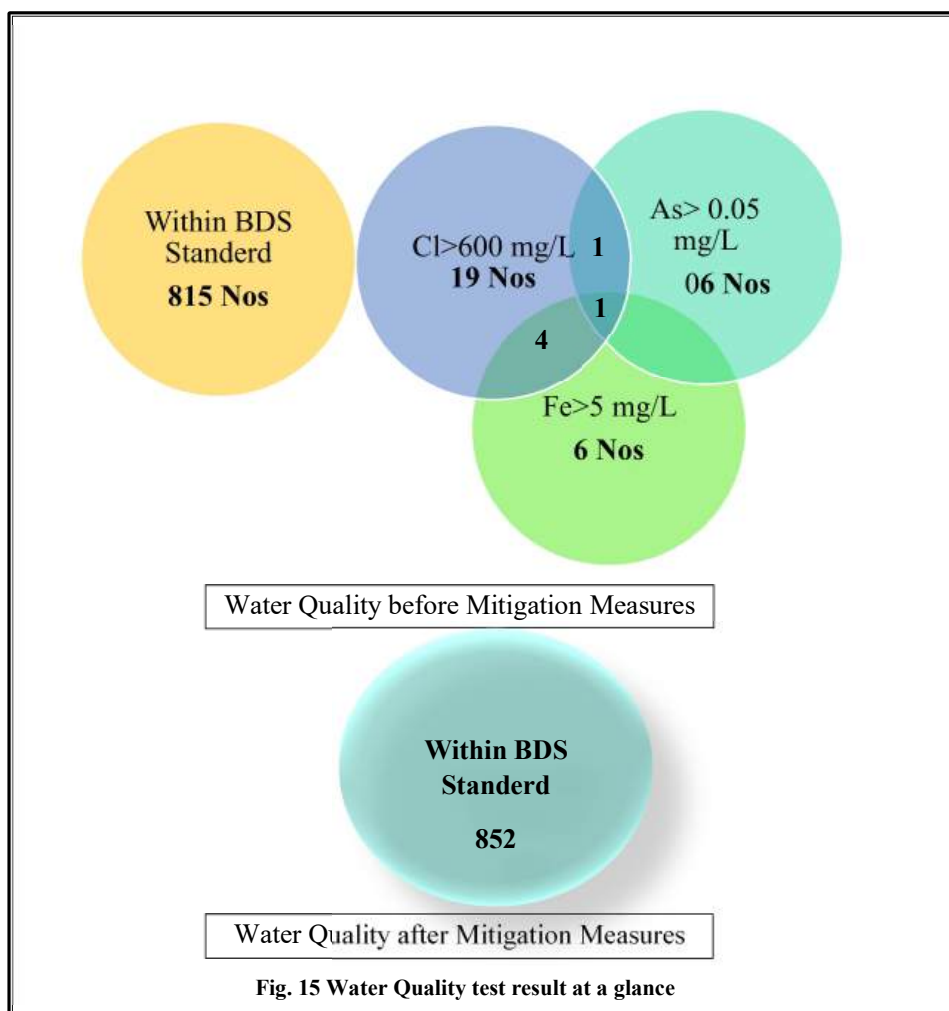 Within BDS
Standerd
815 Nos
Cl>600 mg/L
19 Nos
1
As> 0.05
mg/L
06 Nos
1
4
Fe>5 mg/L
6 Nos
Water Quality before Mitigation Measures
Within BDS
Standerd
852
Water Quality after Mitigation Measures
Fig. 15 Water Quality test result at a glance